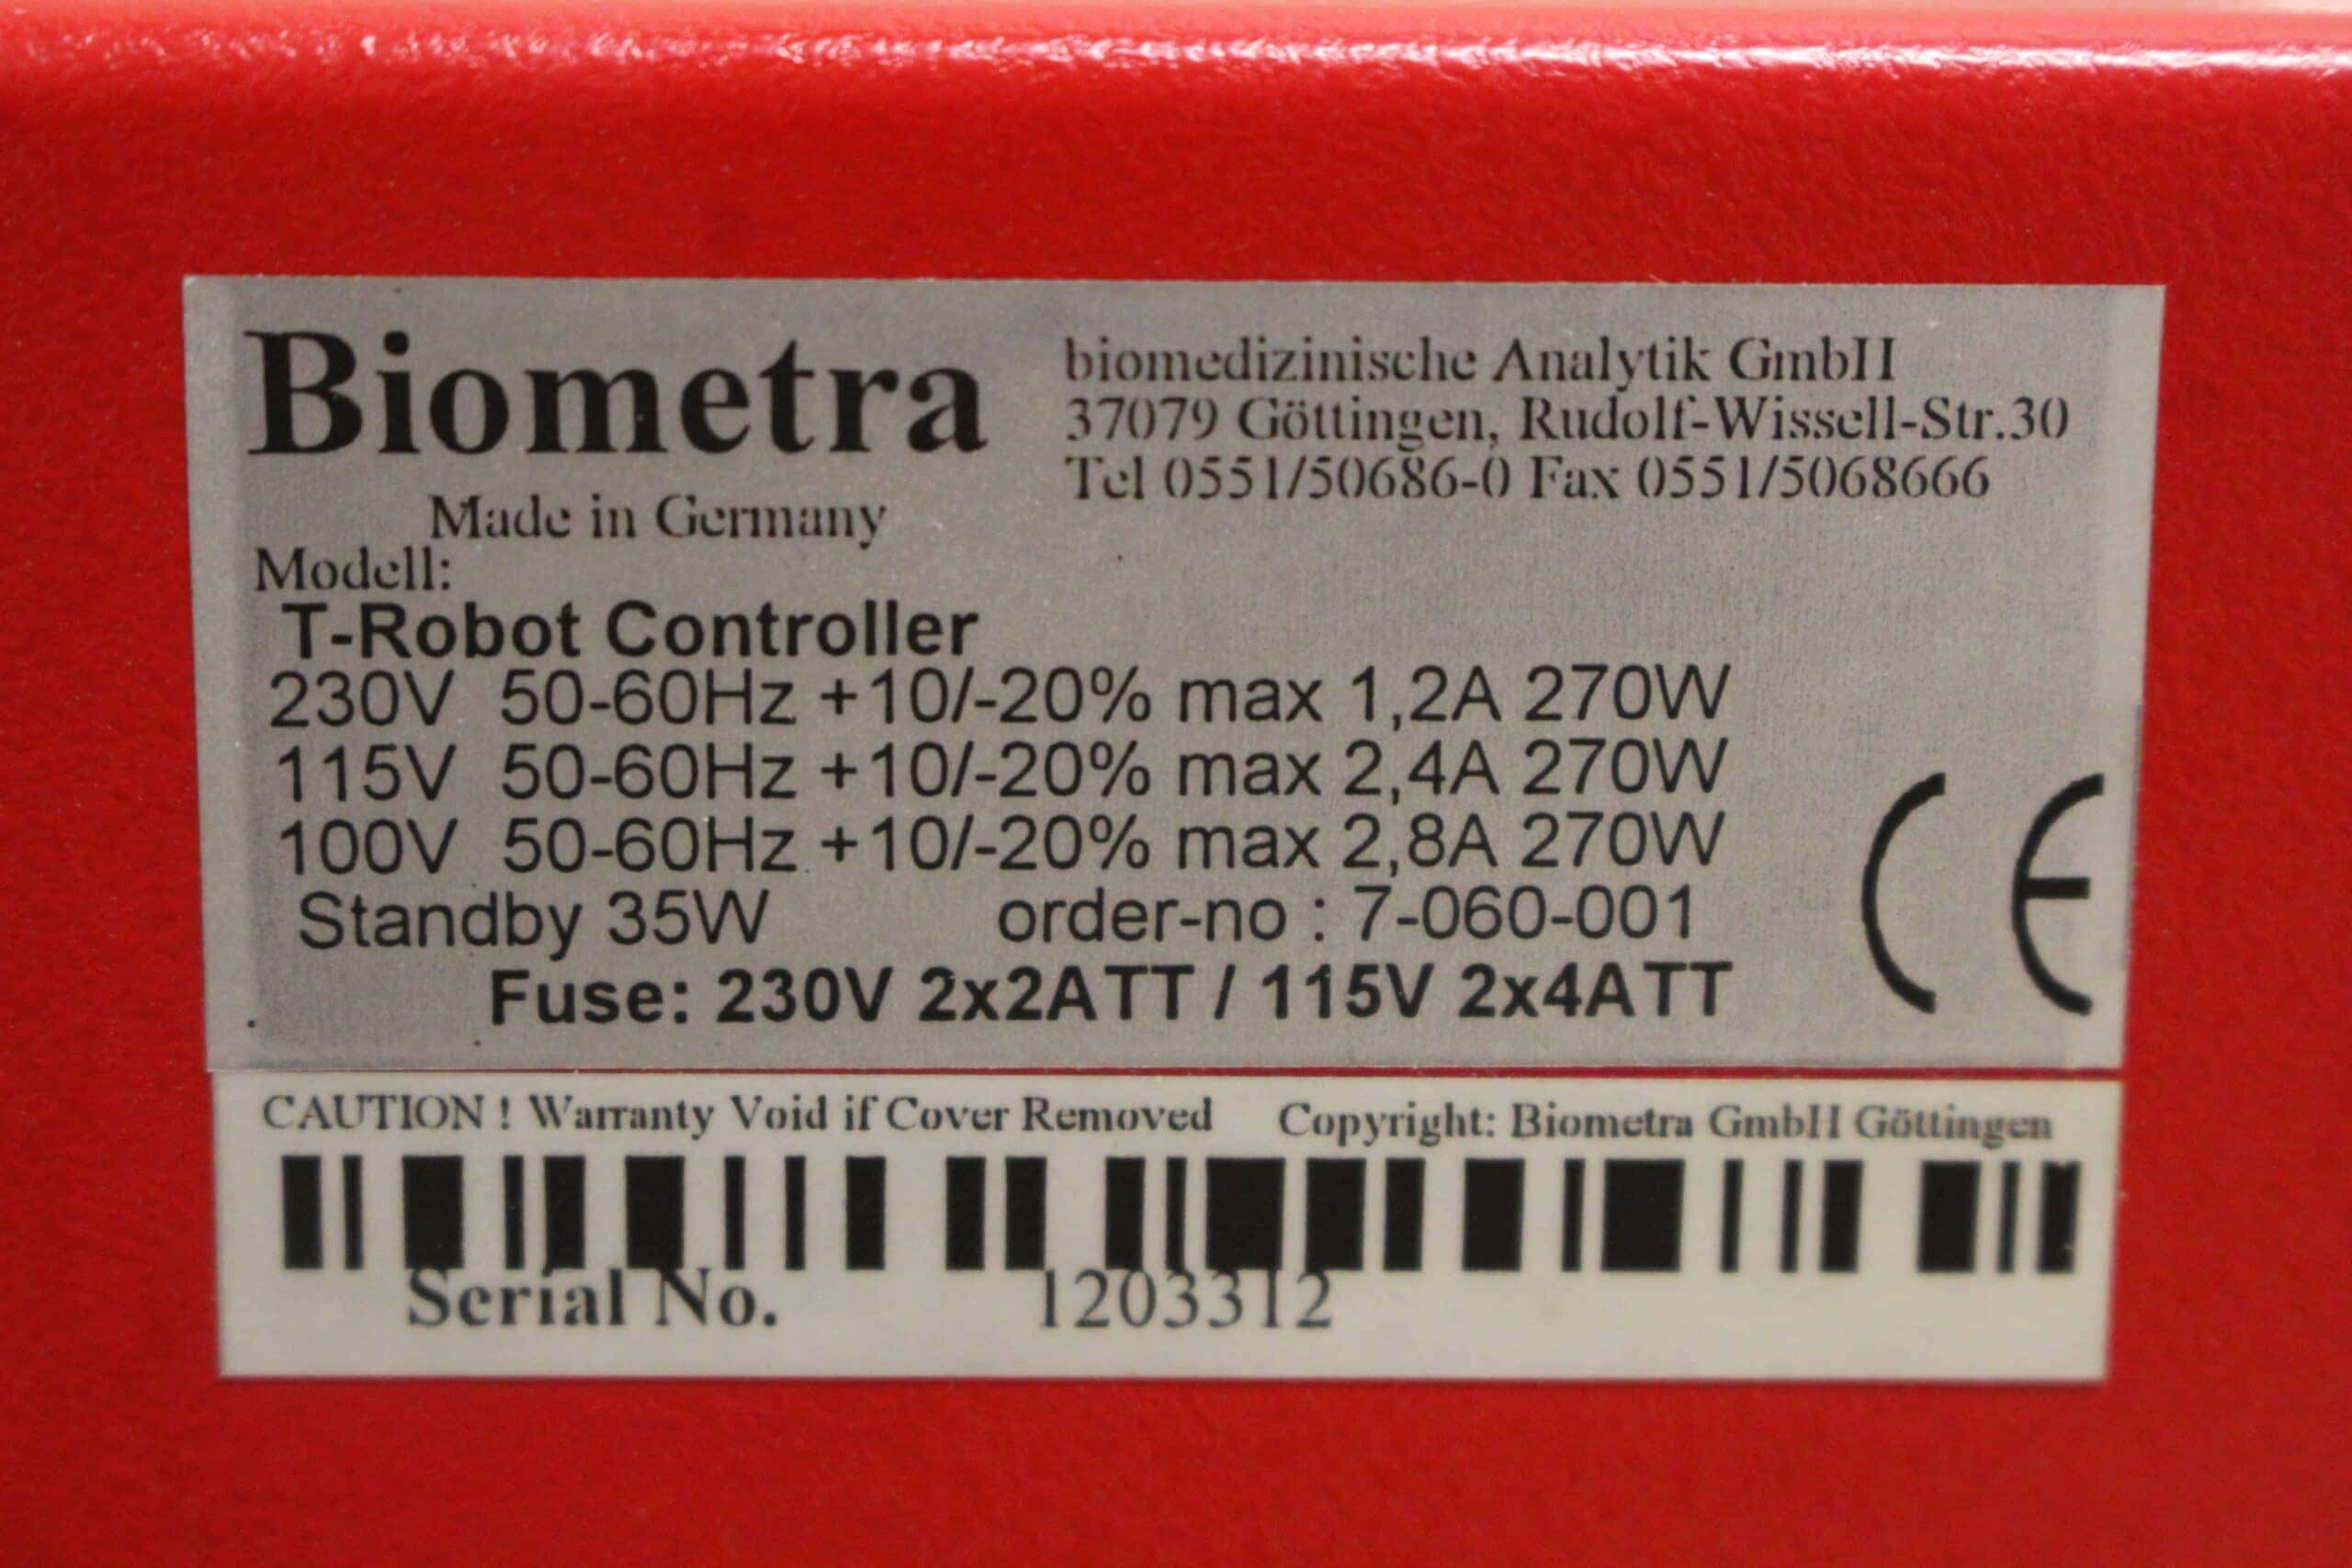 Biometra
biomedizinische Analytik GmbH
37079 Göttingen, Rudolf-Wissell-Str.30
Tel 0551/50686-0 Fax 0551/5068666
Made in Germany
Modell:
T-Robot Controller
230V 50-60Hz +10/-20% max 1,2A 270W
115V 50-60Hz +10/-20% max 2,4A 270W
100V 50-60Hz +10/-20% max 2,8A 270W
Standby 35W order-no : 7-060-001
Fuse: 230V 2x2ATT / 115V 2x4ATT
CE
CAUTION ! Warranty Void if Cover Removed Copyright: Biometra GmbH Göttingen
Serial No. 1203312